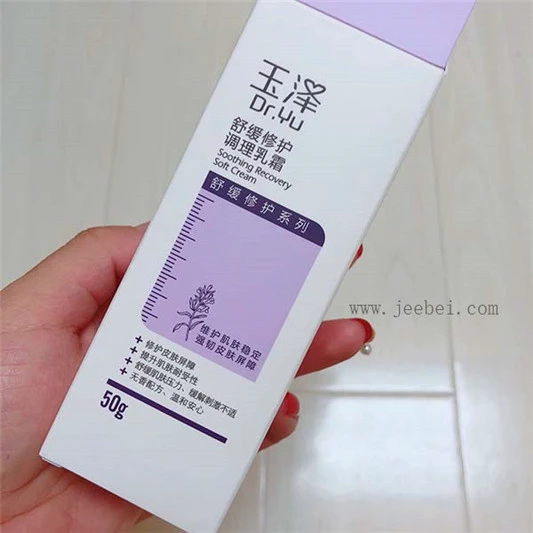 玉泽
Dr.Yu
舒缓修护
调理乳霜
Soothing Recovery
Soft Cream
舒缓修护系列
维护肌肤稳定
强韧皮肤屏障
+ 修护皮肤屏障
+ 提升肌肤耐受性
+ 舒缓肌肤压力、缓解刺激不适
+ 无香配方、温和安心
50g
www.jeebei.com